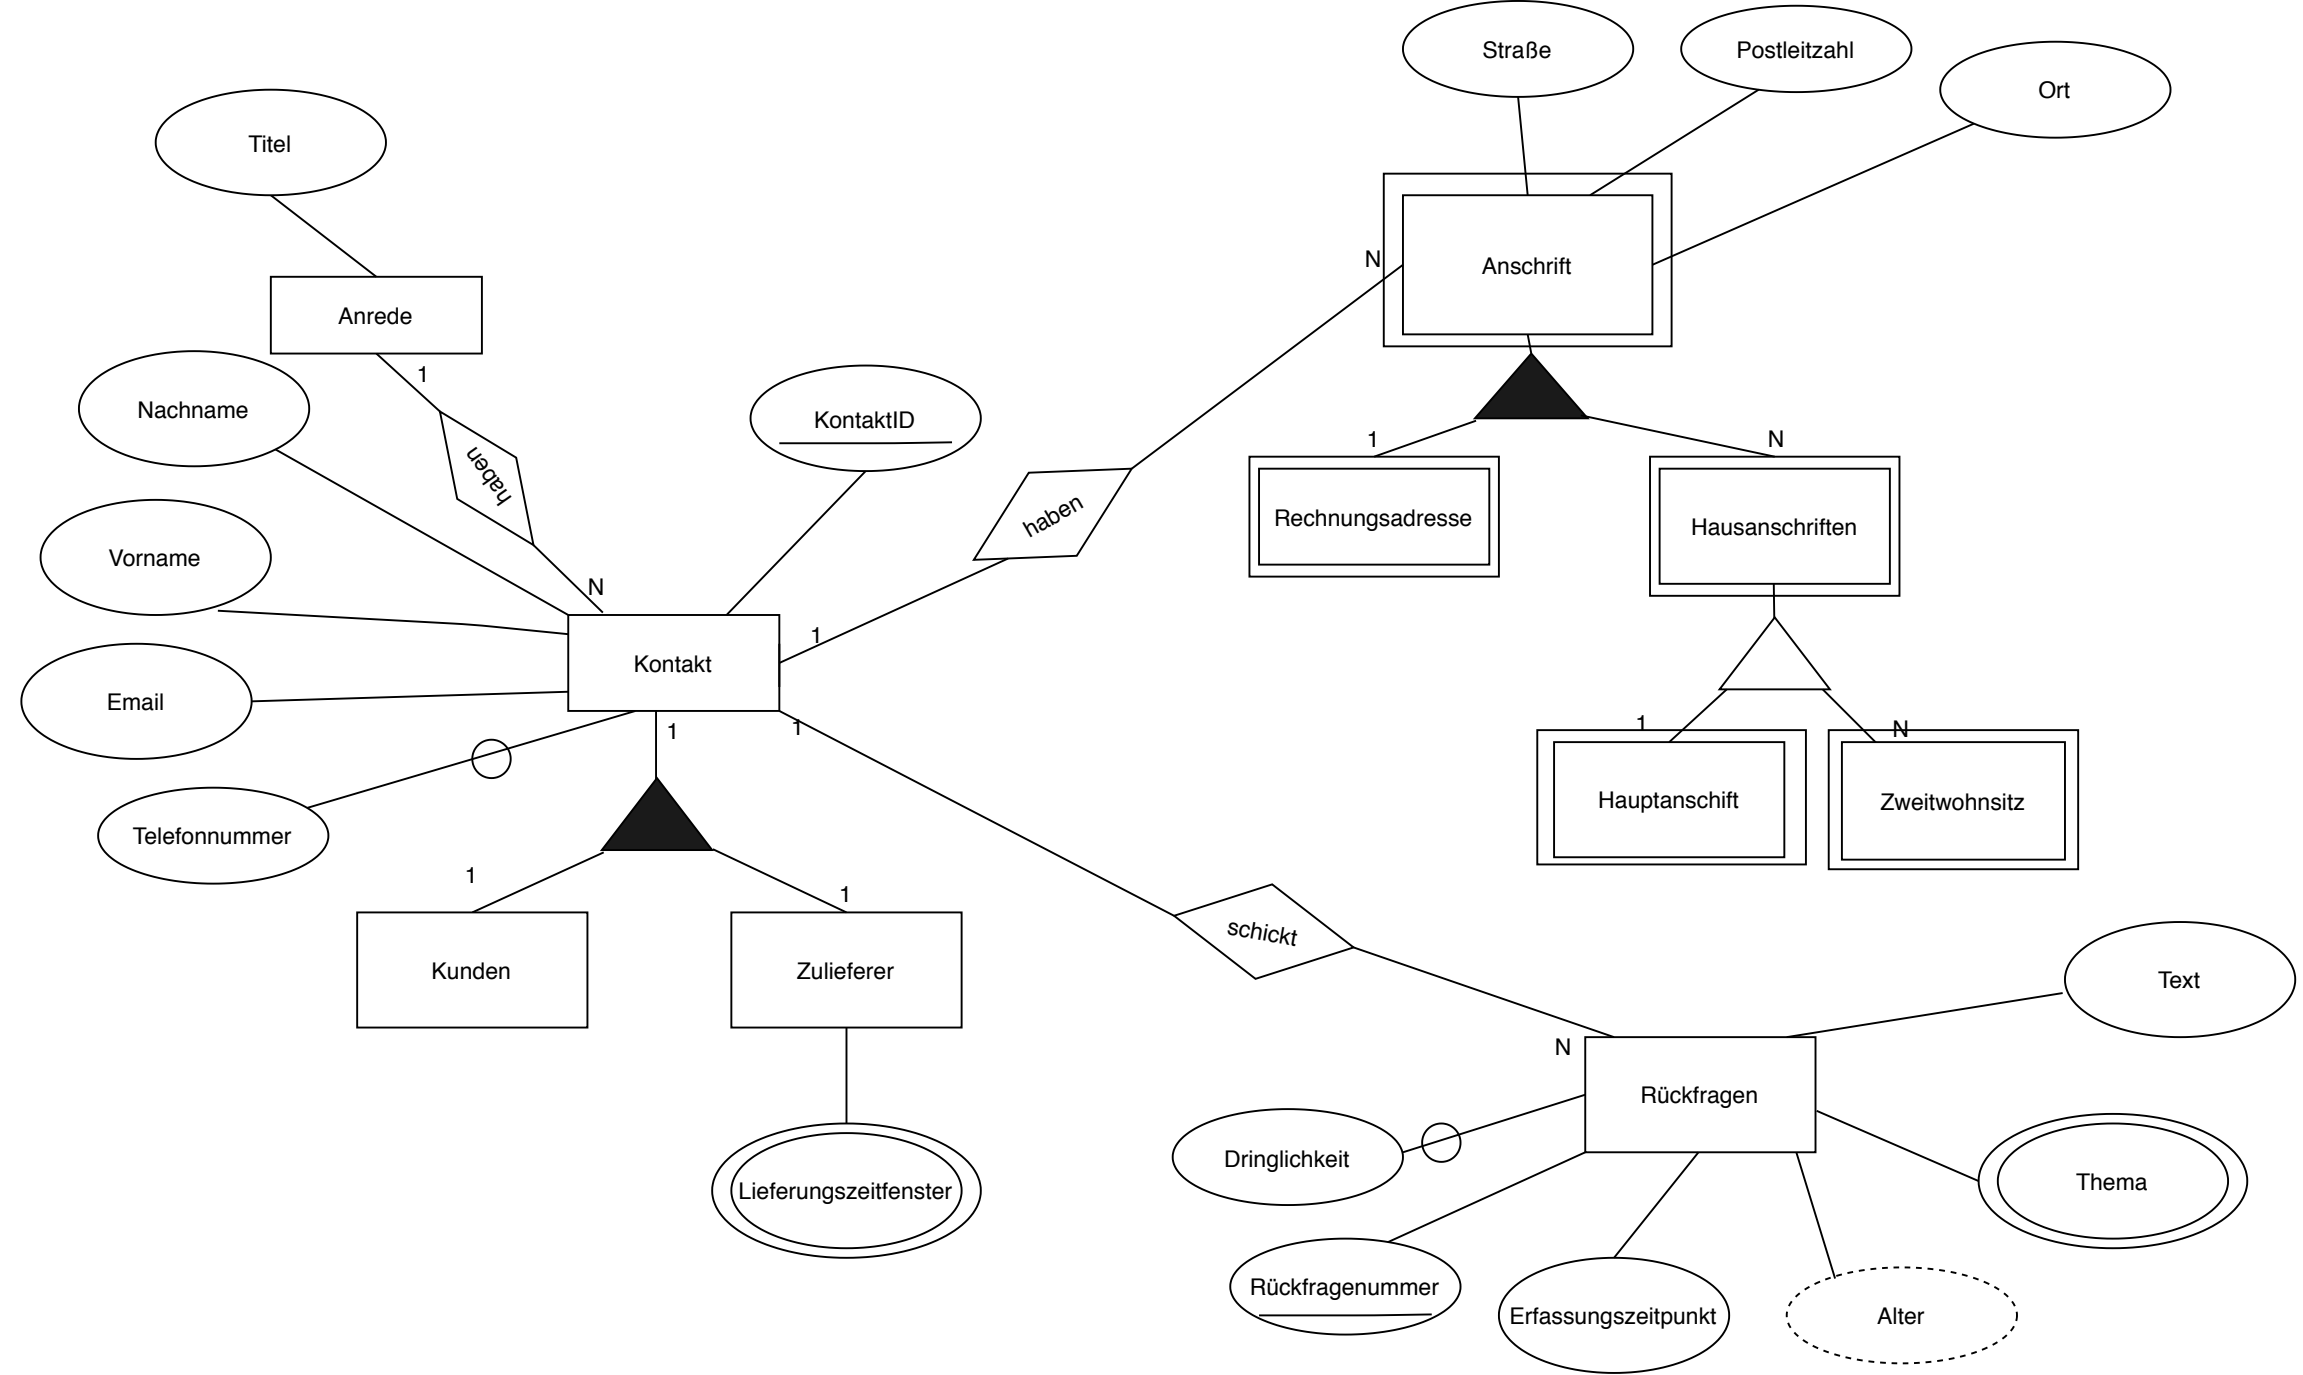 Straße
Postleitzahl
Ort
Titel
N
Anschrift
Anrede
1
Nachname
KontaktID
haben
1
N
haben
Rechnungsadresse
Hausanschriften
Vorname
N
1
Kontakt
Email
1
1
1
N
Telefonnummer
Hauptanschift
Zweitwohnsitz
1
1
schickt
Kunden
Zulieferer
Text
N
Rückfragen
Dringlichkeit
Thema
Lieferungszeitfenster
Rückfragenummer
Erfassungszeitpunkt
Alter